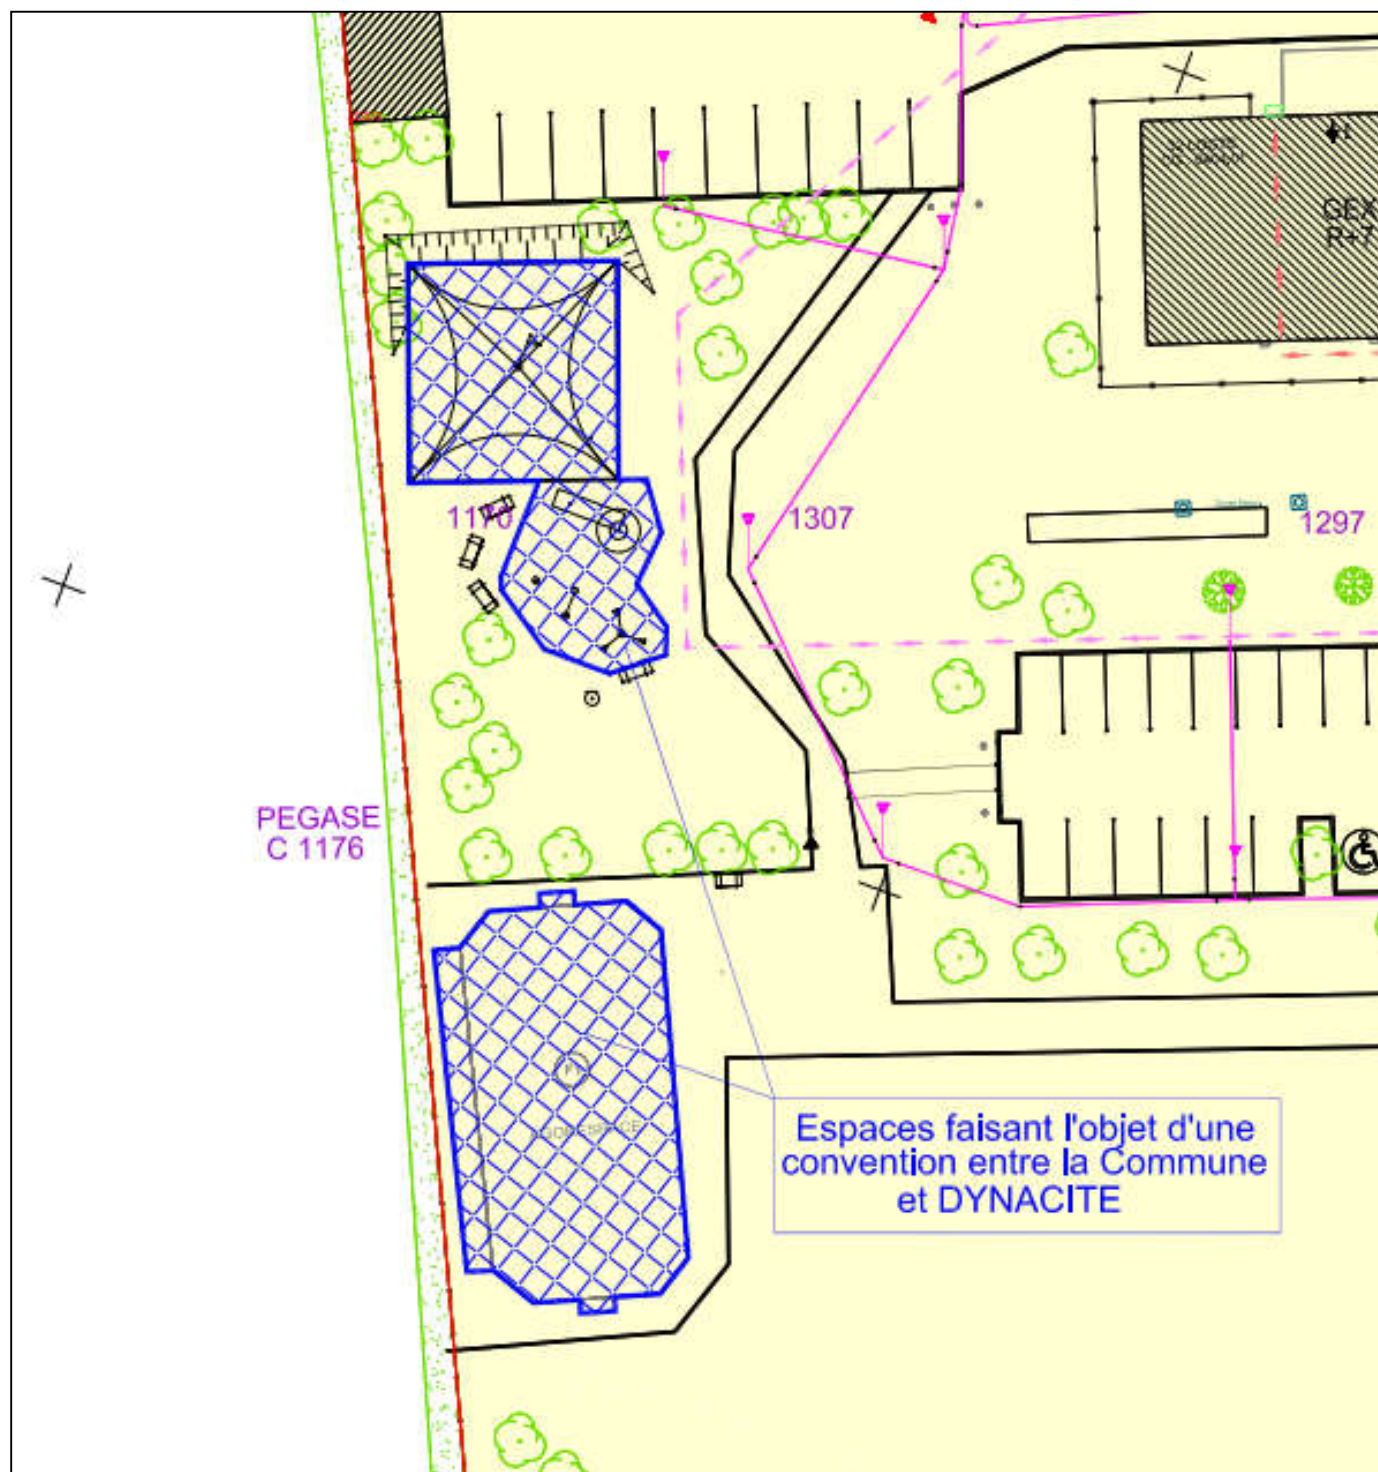 GEX
R+7
1170
1307
1297
PEGASE
C 1176
Espaces faisant l'objet d'une
convention entre la Commune
et DYNACITE